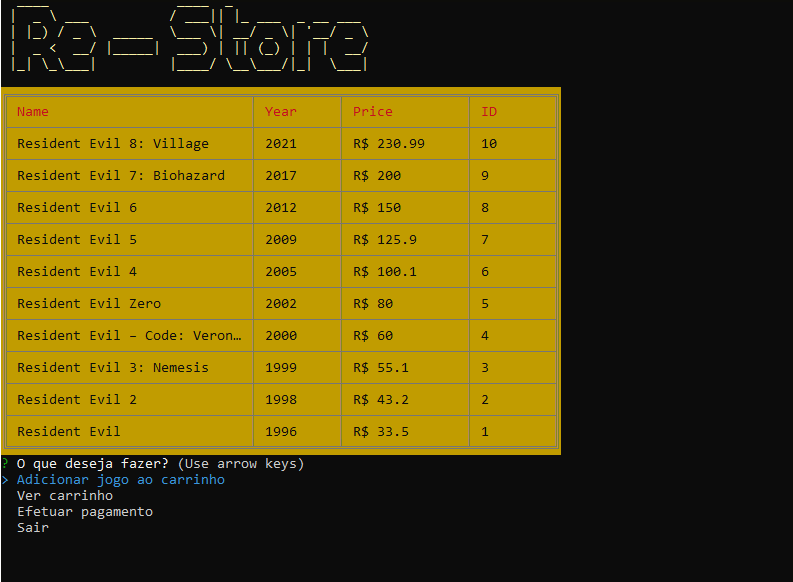 Re - Store
Name Year Price ID
Resident Evil 8: Village 2021 R$ 230.99 10
Resident Evil 7: Biohazard 2017 R$ 200 9
Resident Evil 6 2012 R$ 150 8
Resident Evil 5 2009 R$ 125.9 7
Resident Evil 4 2005 R$ 100.1 6
Resident Evil Zero 2002 R$ 80 5
Resident Evil – Code: Veron… 2000 R$ 60 4
Resident Evil 3: Nemesis 1999 R$ 55.1 3
Resident Evil 2 1998 R$ 43.2 2
Resident Evil 1996 R$ 33.5 1
? O que deseja fazer? (Use arrow keys)
> Adicionar jogo ao carrinho
Ver carrinho
Efetuar pagamento
Sair